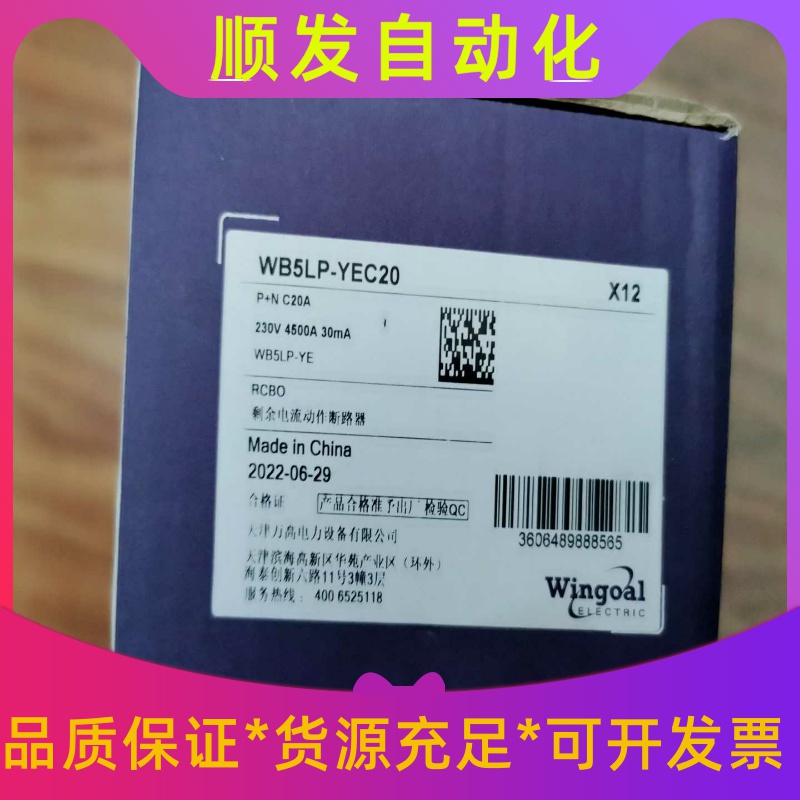 顺发自动化
WB5LP-YEC20
X12
P+N C20A
230V 4500A 30mA
WB5LP-YE
RCBO
剩余电流动作断路器
Made in China
2022-06-29
合格证 产品合格准予出厂检验QC
天津万高电力设备有限公司
天津滨海高新区华苑产业区（环外）
海泰创新六路11号3幢3层
服务热线： 400 6525118
3606489888565
Wingoal
ELECTRIC
品质保证*货源充足*可开发票